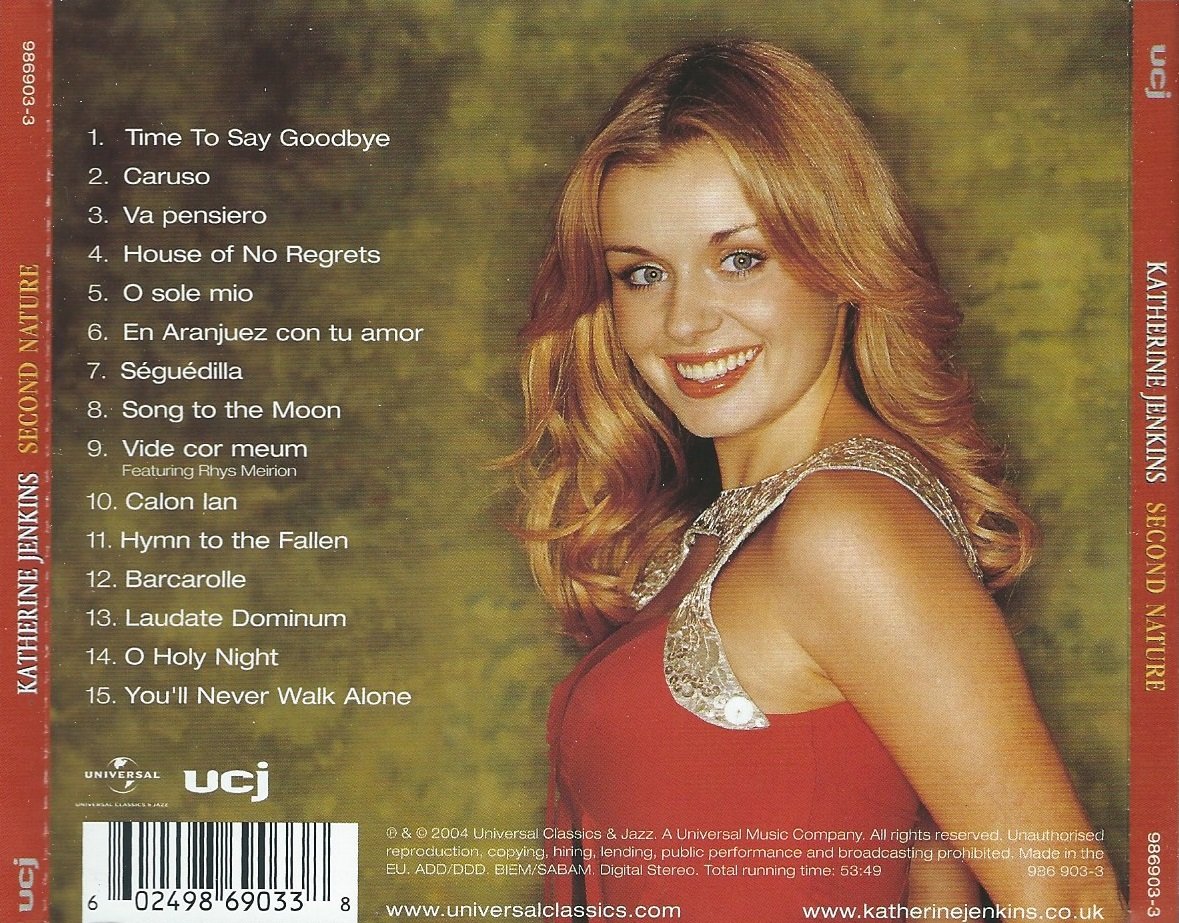 986903-3
KATHERINE JENKINS SECOND NATURE
ucj
1. Time To Say Goodbye
2. Caruso
3. Va pensiero
4. House of No Regrets
5. O sole mio
6. En Aranjuez con tu amor
7. Séguédilla
8. Song to the Moon
9. Vide cor meum
Featuring Rhys Meirion
10. Calon lan
11. Hymn to the Fallen
12. Barcarolle
13. Laudate Dominum
14. O Holy Night
15. You'll Never Walk Alone
UNIVERSAL
UNIVERSAL CLASSICS & JAZZ
ucj
6 02498 69033 8
℗ & © 2004 Universal Classics & Jazz. A Universal Music Company. All rights reserved. Unauthorised
reproduction, copying, hiring, lending, public performance and broadcasting prohibited. Made in the
EU. ADD/DDD. BIEM/SABAM. Digital Stereo. Total running time: 53:49 986 903-3
www.universalclassics.com www.katherinejenkins.co.uk
ucj
KATHERINE JENKINS SECOND NATURE
986903-3